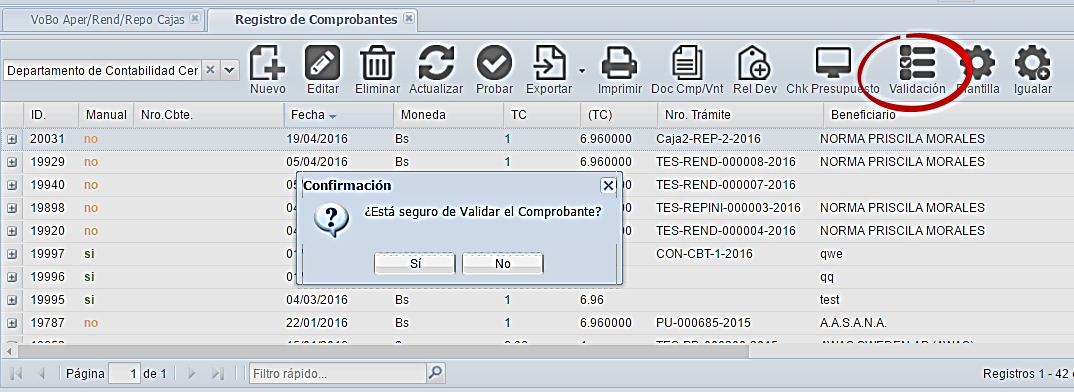 VoBo Aper/Rend/Repo Cajas Registro de Comprobantes
Departamento de Contabilidad Cer Nuevo Editar Eliminar Actualizar Probar Exportar Imprimir Doc Cmp/Vnt Rel Dev Chk Presupuesto Validación Plantilla Igualar
ID. Manual Nro.Cbte. Fecha Moneda TC (TC) Nro. Trámite Beneficiario
20031 no 19/04/2016 Bs 1 6.960000 Caja2-REP-2-2016 NORMA PRISCILA MORALES
19929 no 05/04/2016 Bs 1 6.960000 TES-REND-000008-2016 NORMA PRISCILA MORALES
19940 no TES-REND-000007-2016
19898 no TES-REPINI-000003-2016 NORMA PRISCILA MORALES
19920 no TES-REND-000004-2016 NORMA PRISCILA MORALES
19997 si CON-CBT-1-2016 qwe
19996 si qq
19995 si 04/03/2016 Bs 1 6.96 test
19787 no 22/01/2016 Bs 1 6.960000 PU-000685-2015 A.A.S.A.N.A.
Confirmación
¿Está seguro de Validar el Comprobante?
Sí No
Página 1 de 1 Filtro rápido... Registros 1 - 42